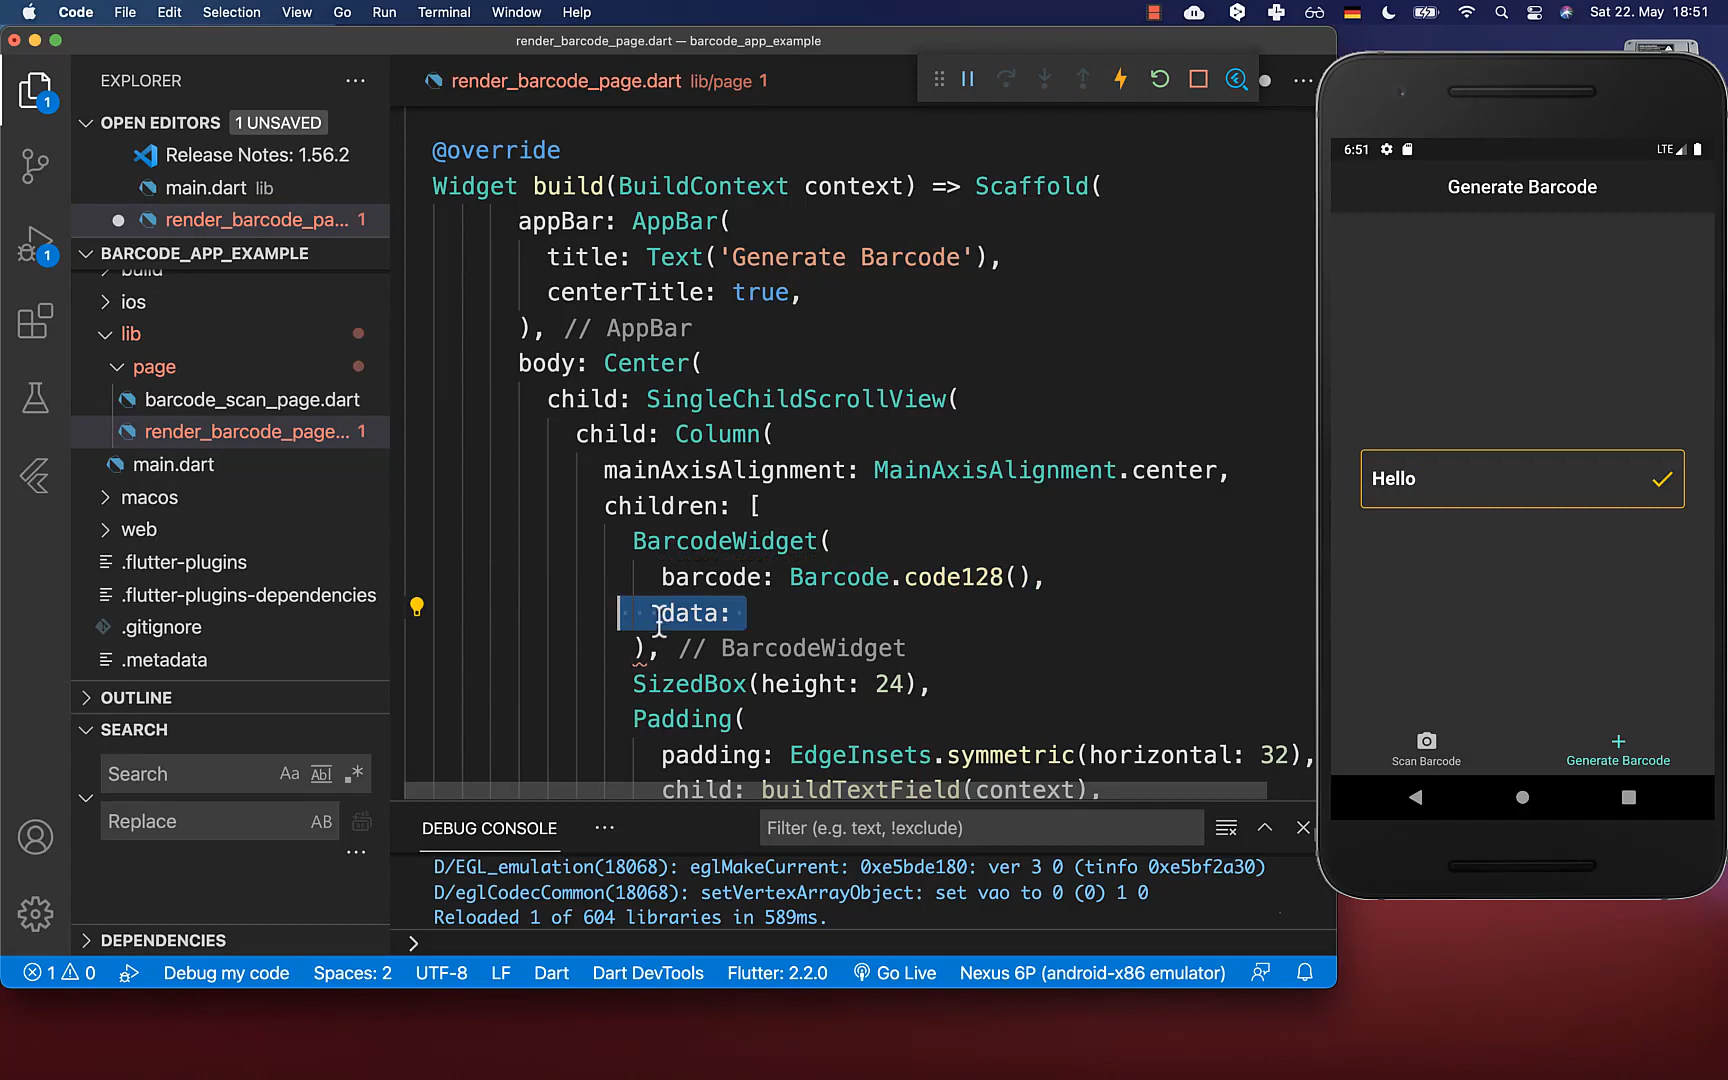 Code File Edit Selection View Go Run Terminal Window Help Sat 22. May 18:51
render_barcode_page.dart — barcode_app_example
EXPLORER
OPEN EDITORS 1 UNSAVED
Release Notes: 1.56.2
main.dart lib
render_barcode_pa... 1
BARCODE_APP_EXAMPLE
build
ios
lib
page
barcode_scan_page.dart
render_barcode_page... 1
main.dart
macos
web
.flutter-plugins
.flutter-plugins-dependencies
.gitignore
.metadata
OUTLINE
SEARCH
Search Aa Abl .*
Replace AB
DEPENDENCIES
1
1
render_barcode_page.dart lib/page 1
@override
Widget build(BuildContext context) => Scaffold(
appBar: AppBar(
title: Text('Generate Barcode'),
centerTitle: true,
), // AppBar
body: Center(
child: SingleChildScrollView(
child: Column(
mainAxisAlignment: MainAxisAlignment.center,
children: [
BarcodeWidget(
barcode: Barcode.code128(),
data:
), // BarcodeWidget
SizedBox(height: 24),
Padding(
padding: EdgeInsets.symmetric(horizontal: 32),
child: buildTextField(context),
DEBUG CONSOLE
Filter (e.g. text, !exclude)
D/EGL_emulation(18068): eglMakeCurrent: 0xe5bde180: ver 3 0 (tinfo 0xe5bf2a30)
D/eglCodecCommon(18068): setVertexArrayObject: set vao to 0 (0) 1 0
Reloaded 1 of 604 libraries in 589ms.
>
1 0 Debug my code Spaces: 2 UTF-8 LF Dart Dart DevTools Flutter: 2.2.0 Go Live Nexus 6P (android-x86 emulator)
6:51 LTE
Generate Barcode
Hello
Scan Barcode
Generate Barcode